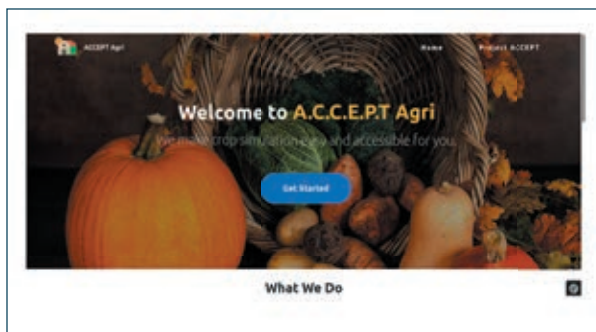 ACCEPT Agri
Home
Project ACCEPT
Welcome to A.C.C.E.P.T Agri
We make crop simulation easy and accessible for you.
Get Started
What We Do